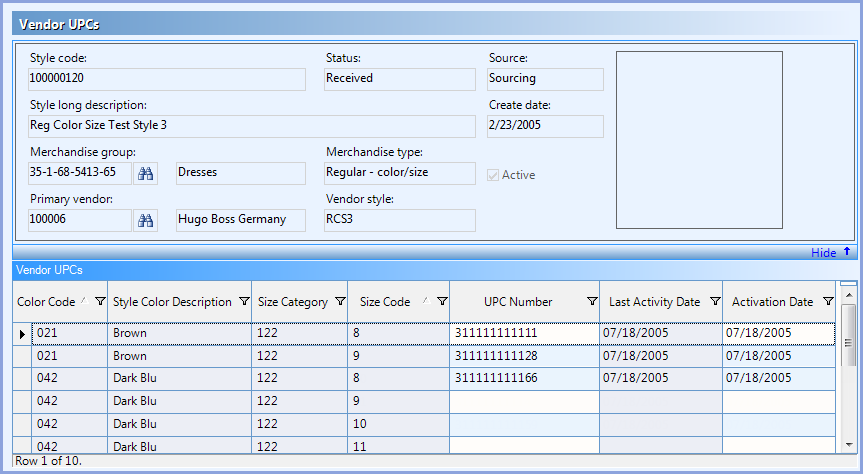 Vendor UPCs
Style code: Status: Source:
100000120 Received Sourcing
Style long description: Create date:
Reg Color Size Test Style 3 2/23/2005
Merchandise group: Merchandise type:
35-1-68-5413-65 Dresses Regular - color/size Active
Primary vendor: Vendor style:
100006 Hugo Boss Germany RCS3
Hide
Vendor UPCs
Color Code Style Color Description Size Category Size Code UPC Number Last Activity Date Activation Date
021 Brown 122 8 311111111111 07/18/2005 07/18/2005
021 Brown 122 9 311111111128 07/18/2005 07/18/2005
042 Dark Blu 122 8 311111111166 07/18/2005 07/18/2005
042 Dark Blu 122 9
042 Dark Blu 122 10
042 Dark Blu 122 11
Row 1 of 10.